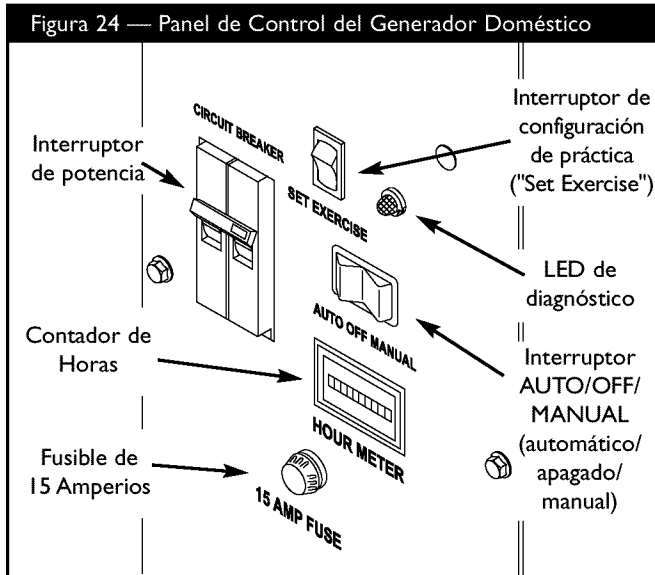 Figura 24 — Panel de Control del Generador Doméstico
Interruptor
de potencia
CIRCUIT BREAKER
SET EXERCISE
Interruptor de
configuración
de práctica
("Set Exercise")
LED de
diagnóstico
AUTO OFF MANUAL
Contador de
Horas
HOUR METER
Interruptor
AUTO/OFF/
MANUAL
(automático/
apagado/
manual)
Fusible de
15 Amperios
15 AMP FUSE